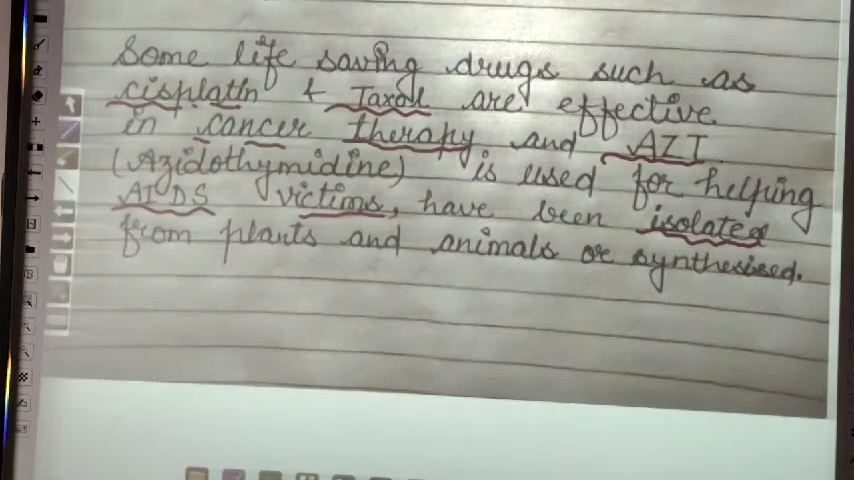 Some life saving drugs such as
cisplatin + Taxol are effective
in cancer therapy and AZT
(Azidothymidine) is used for helping
AIDS victims, have been isolated
from plants and animals or synthesised.